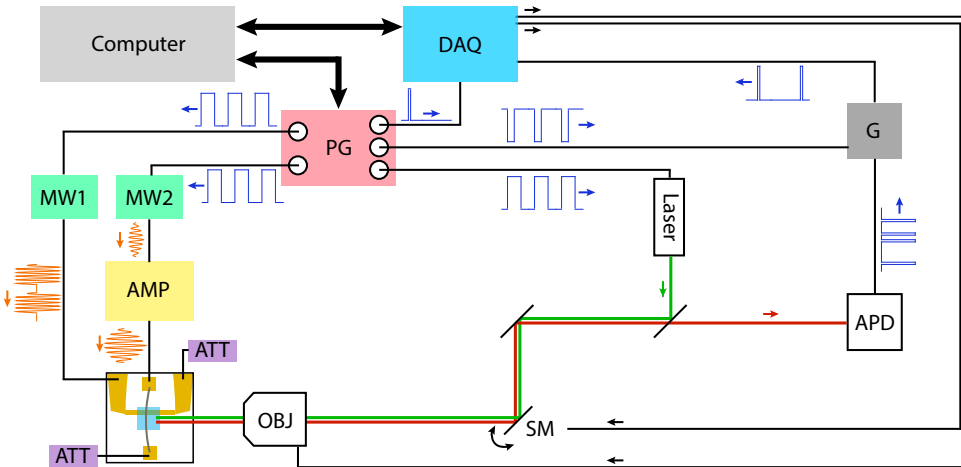 Computer
DAQ
PG
G
MW1
MW2
Laser
AMP
APD
ATT
OBJ
SM
ATT